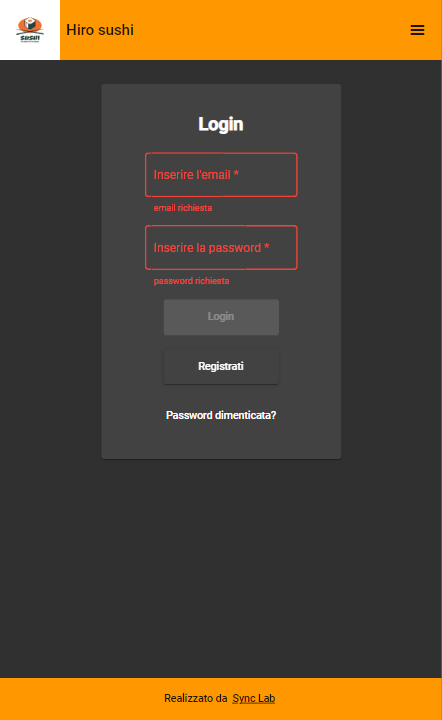 SUSHI
Hiro sushi
Login
Inserire l'email *
email richiesta
Inserire la password *
password richiesta
Login
Registrati
Password dimenticata?
Realizzato da Sync Lab